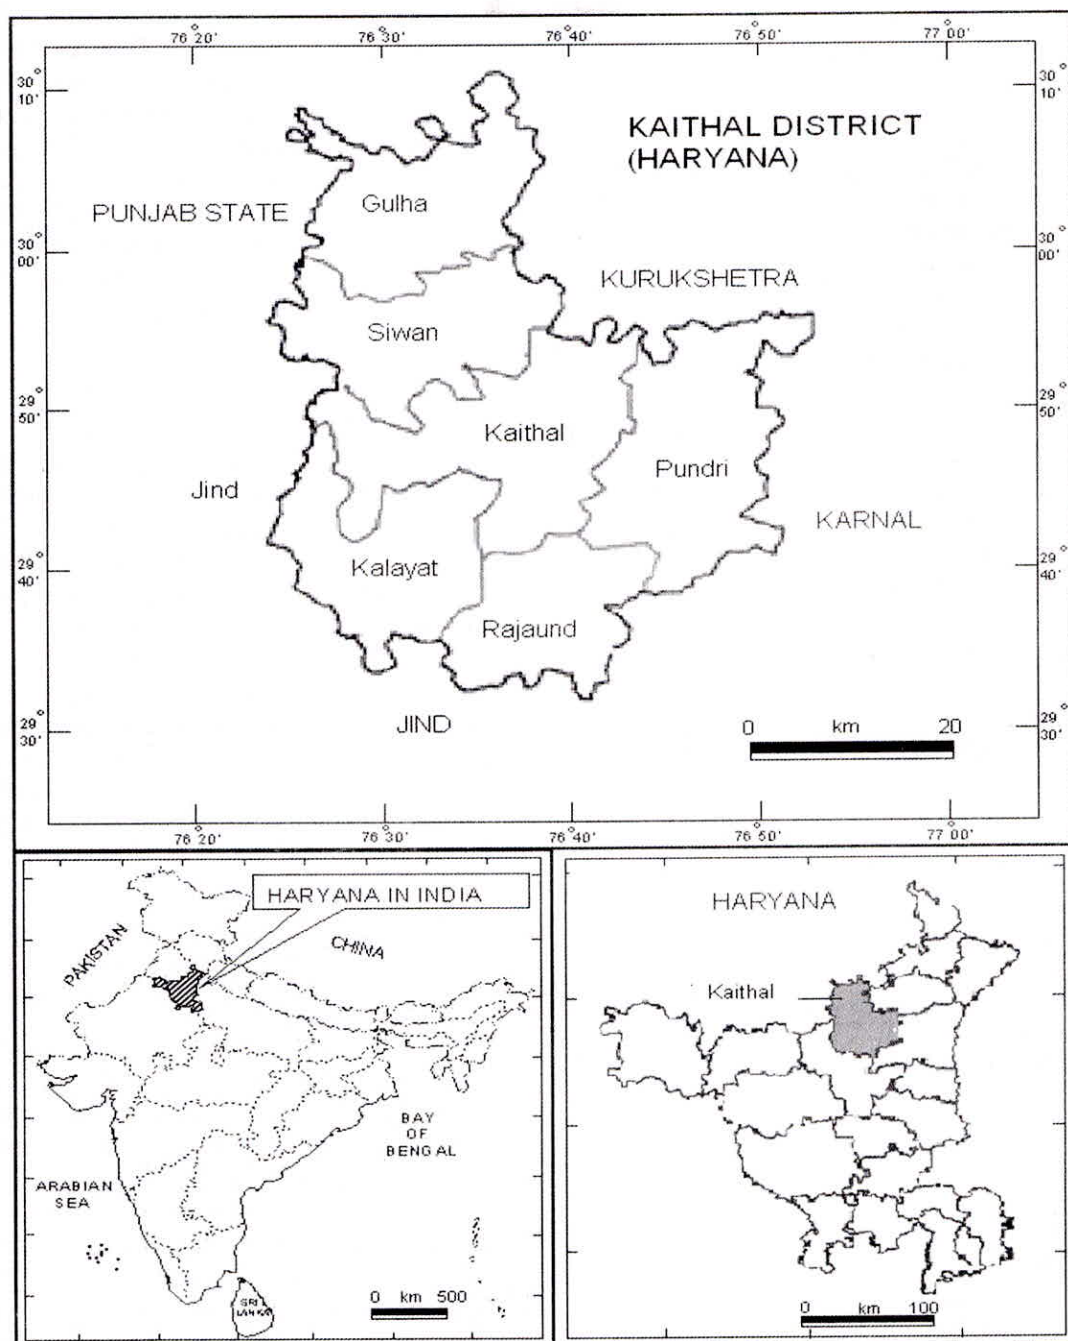 76° 20' 76° 30' 76° 40' 76° 50' 77° 00'
30° 10' 30° 10'
KAITHAL DISTRICT
(HARYANA)
Gulha
PUNJAB STATE
30° 00' 30° 00'
KURUKSHETRA
Siwan
29° 50' 29° 50'
Kaithal
Pundri
Jind
KARNAL
Kalayat
29° 40' 29° 40'
Rajaund
JIND
0 km 20
29° 30' 29° 30'
76° 20' 76° 30' 76° 40' 76° 50' 77° 00'
HARYANA IN INDIA
PAKISTAN
CHINA
BAY
OF
BENGAL
ARABIAN
SEA
SRI
LANKA
0 km 500
HARYANA
Kaithal
0 km 100